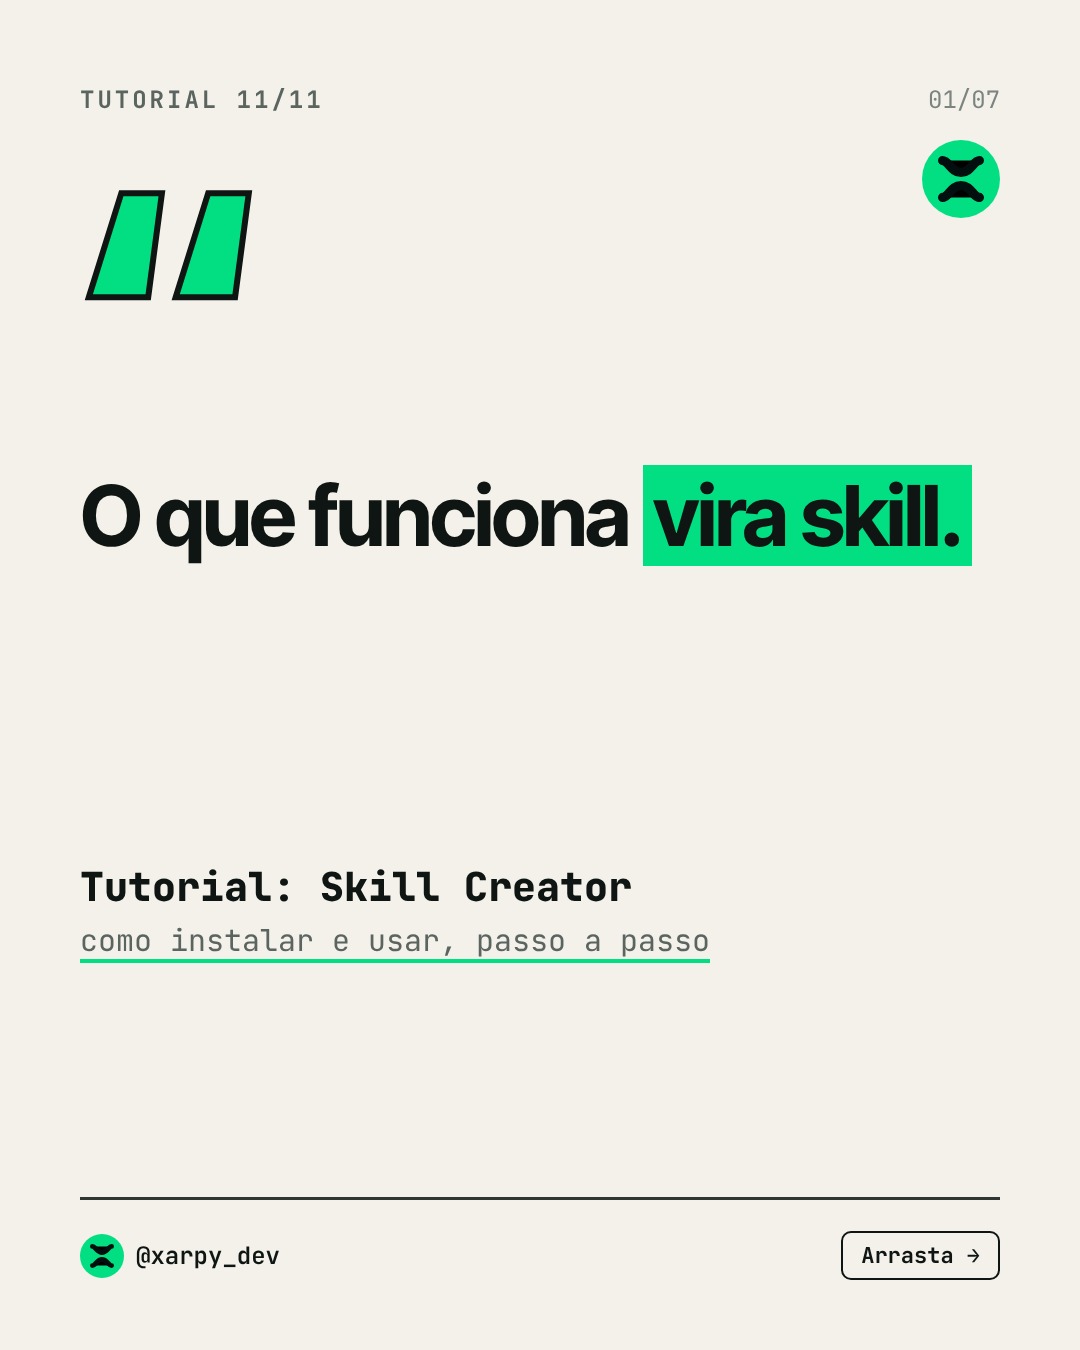 TUTORIAL 11/11
01/07
O que funciona vira skill.
Tutorial: Skill Creator
como instalar e usar, passo a passo
@xarpy_dev
Arrasta →